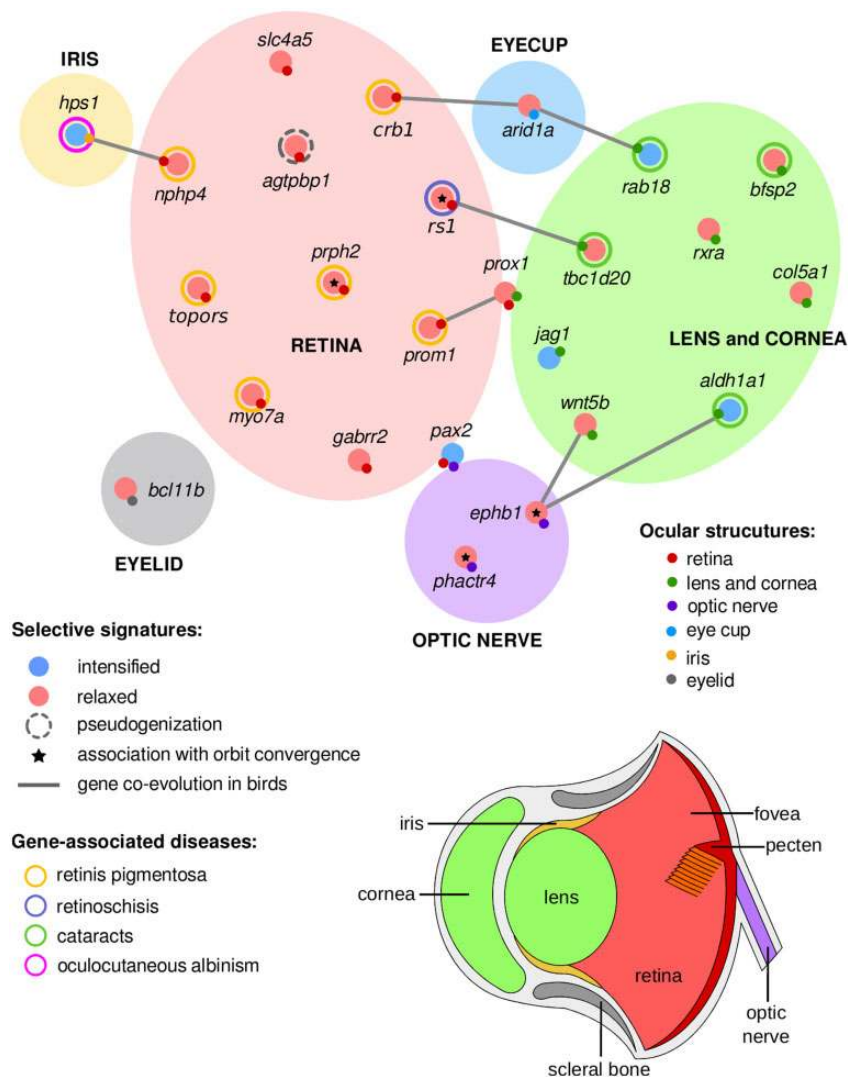 slc4a5
IRIS
EYECUP
hps1
crb1
arid1a
nphp4
agtpbp1
rab18
bfsp2
rs1
rxra
prph2
prox1
tbc1d20
col5a1
topors
RETINA
prom1
jag1
LENS and CORNEA
aldh1a1
myo7a
wnt5b
gabrr2
pax2
bcl11b
ephb1
EYELID
phactr4
OPTIC NERVE
Ocular strucutures:
retina
lens and cornea
optic nerve
eye cup
iris
eyelid
Selective signatures:
intensified
relaxed
pseudogenization
association with orbit convergence
gene co-evolution in birds
Gene-associated diseases:
retinis pigmentosa
retinoschisis
cataracts
oculocutaneous albinism
iris
fovea
pecten
cornea
lens
retina
optic
nerve
scleral bone